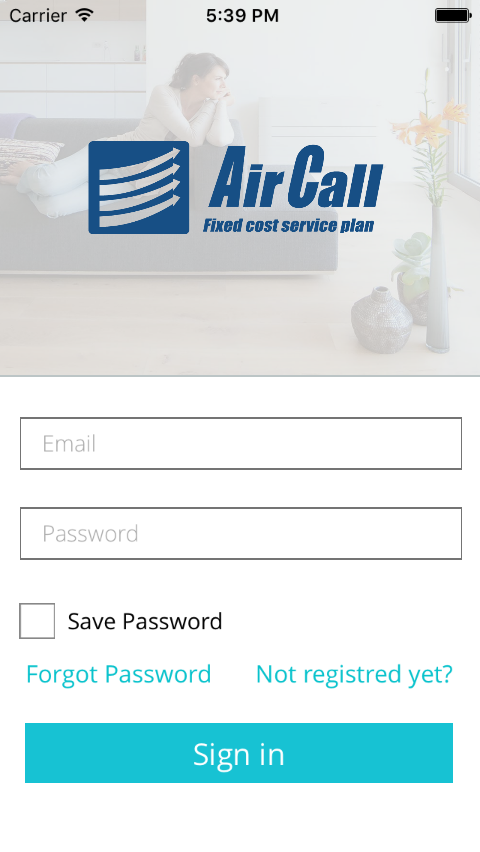 Carrier 5:39 PM
Air Call
Fixed cost service plan
Email
Password
Save Password
Forgot Password Not registred yet?
Sign in